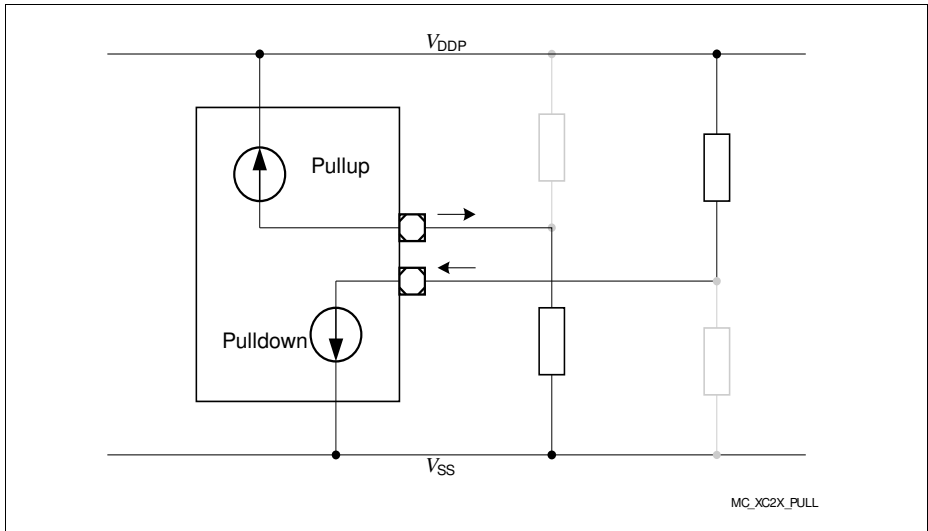 VDDP
Pullup
Pulldown
VSS
MC_XC2X_PULL